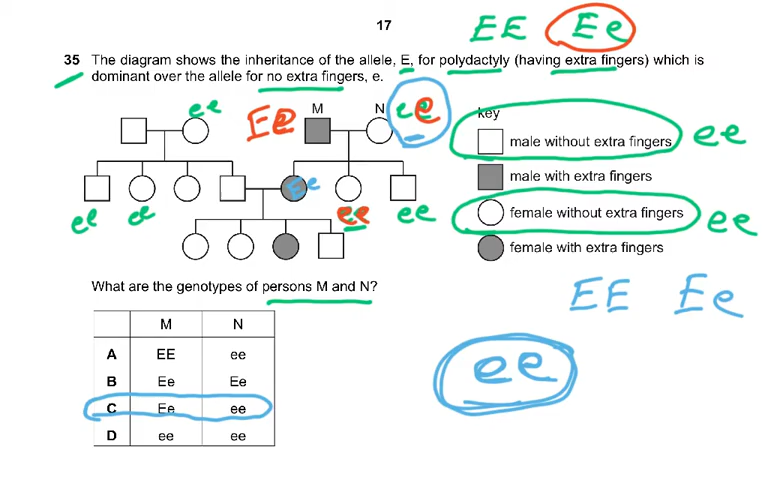 17
EE Ee
35 The diagram shows the inheritance of the allele, E, for polydactyly (having extra fingers) which is
dominant over the allele for no extra fingers, e.
ee
M
N
Ee
ee
key
male without extra fingers
ee
male with extra fingers
Ee
ee
ee
ee
ee
female without extra fingers
ee
female with extra fingers
What are the genotypes of persons M and N?
EE Ee
M N
A EE ee
B Ee Ee
C Ee ee
D ee ee
ee